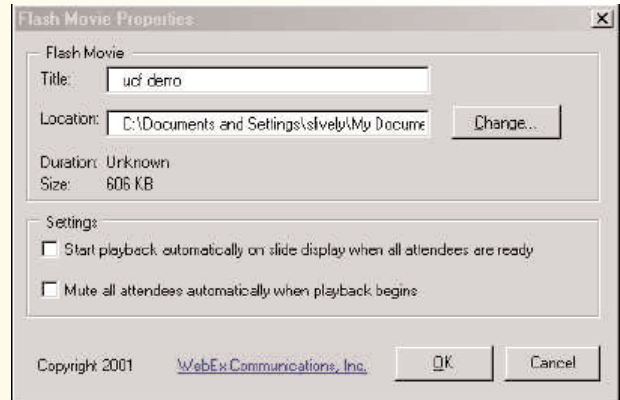 Flash Movie Properties
Flash Movie
Title: ucf demo
Location: C:\Documents and Settings\slively\My Docume Change...
Duration: Unknown
Size: 606 KB
Settings
Start playback automatically on slide display when all attendees are ready
Mute all attendees automatically when playback begins
Copyright 2001 WebEx Communications, Inc. OK Cancel